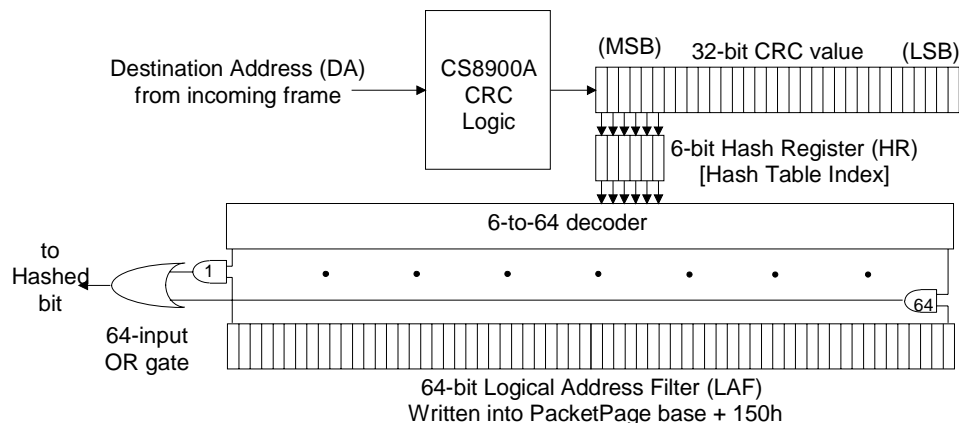 (MSB) 32-bit CRC value (LSB)
Destination Address (DA)
from incoming frame
CS8900A
CRC
Logic
6-bit Hash Register (HR)
[Hash Table Index]
6-to-64 decoder
to
Hashed
bit
1
64
64-input
OR gate
64-bit Logical Address Filter (LAF)
Written into PacketPage base + 150h